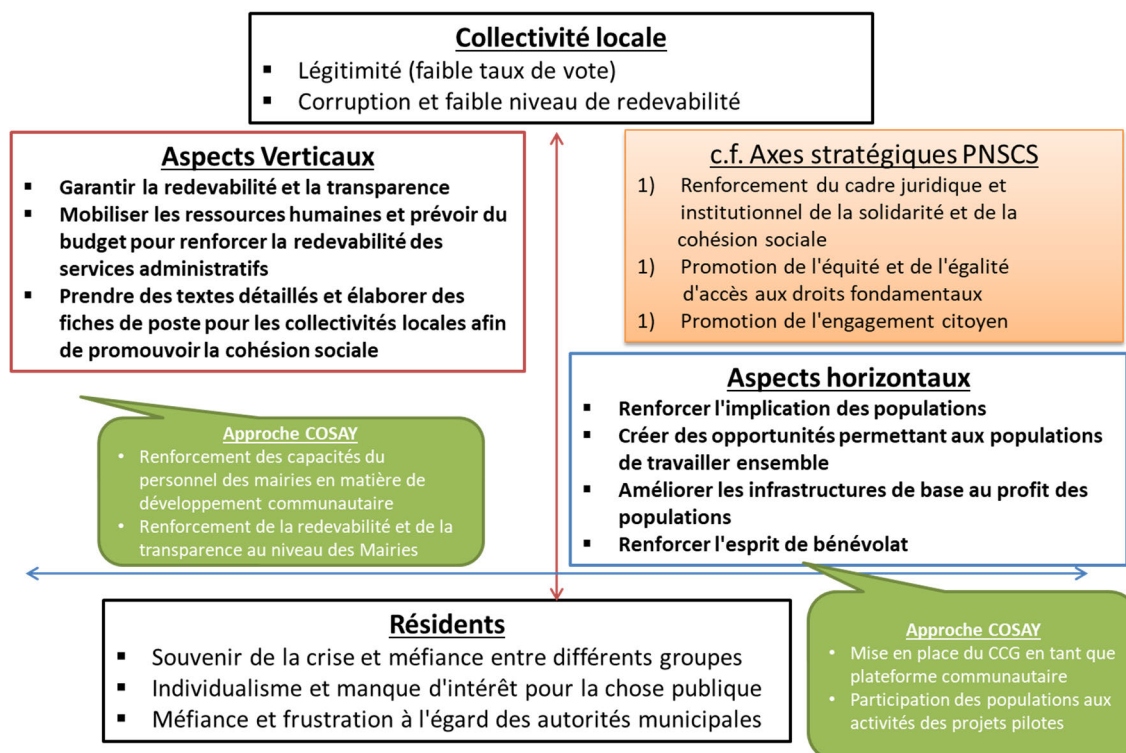 Collectivité locale
▪ Légitimité (faible taux de vote)
▪ Corruption et faible niveau de redevabilité
Aspects Verticaux
▪ Garantir la redevabilité et la transparence
▪ Mobiliser les ressources humaines et prévoir du
budget pour renforcer la redevabilité des
services administratifs
▪ Prendre des textes détaillés et élaborer des
fiches de poste pour les collectivités locales afin
de promouvoir la cohésion sociale
c.f. Axes stratégiques PNSCS
1) Renforcement du cadre juridique et
institutionnel de la solidarité et de la
cohésion sociale
1) Promotion de l'équité et de l'égalité
d'accès aux droits fondamentaux
1) Promotion de l'engagement citoyen
Aspects horizontaux
▪ Renforcer l'implication des populations
▪ Créer des opportunités permettant aux populations
de travailler ensemble
▪ Améliorer les infrastructures de base au profit des
populations
▪ Renforcer l'esprit de bénévolat
Approche COSAY
• Renforcement des capacités du
personnel des mairies en matière de
développement communautaire
• Renforcement de la redevabilité et de la
transparence au niveau des Mairies
Résidents
▪ Souvenir de la crise et méfiance entre différents groupes
▪ Individualisme et manque d'intérêt pour la chose publique
▪ Méfiance et frustration à l'égard des autorités municipales
Approche COSAY
• Mise en place du CCG en tant que
plateforme communautaire
• Participation des populations aux
activités des projets pilotes